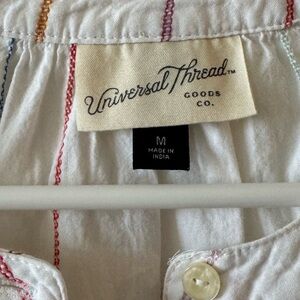 Universal Thread™
GOODS
CO.
M
MADE IN
INDIA